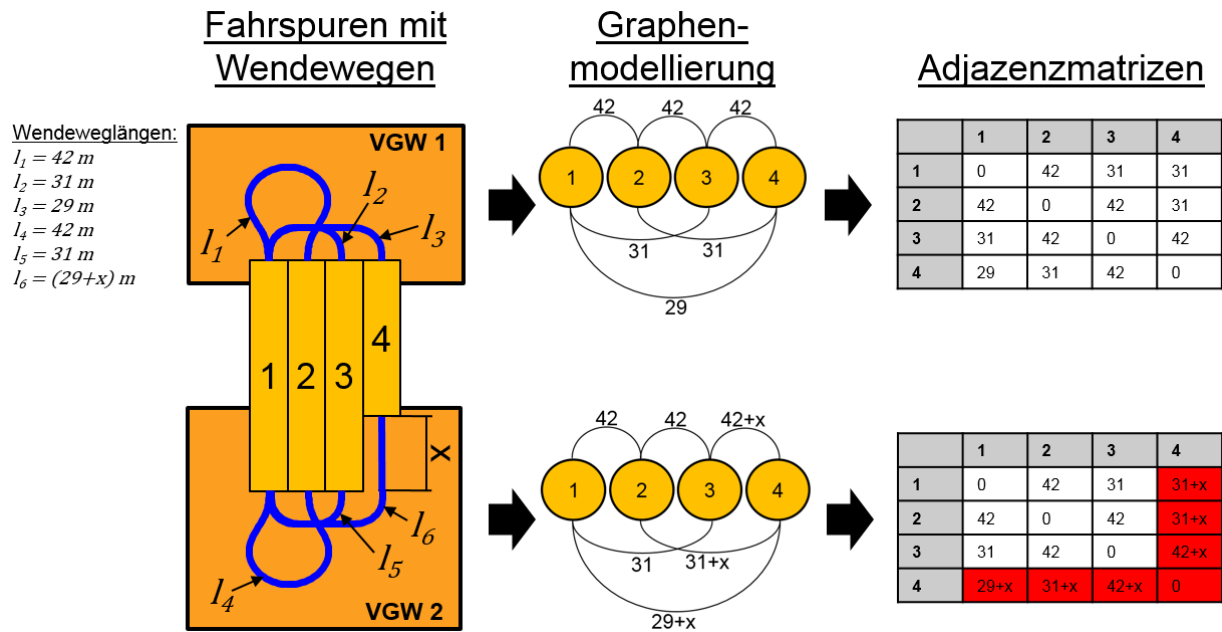 Fahrspuren mit
Wendewegen
Graphen-
modellierung
Adjazenzmatrizen
Wendeweglängen:
l₁ = 42 m
l₂ = 31 m
l₃ = 29 m
l₄ = 42 m
l₅ = 31 m
l₆ = (29+x) m
VGW 1
l₁
l₂
l₃
1
2
3
4
X
l₄
l₅
l₆
VGW 2
42 42 42
1 2 3 4
31 31
29
1 2 3 4
1 0 42 31 31
2 42 0 42 31
3 31 42 0 42
4 29 31 42 0
42 42 42+x
1 2 3 4
31 31+x
29+x
1 2 3 4
1 0 42 31 31+x
2 42 0 42 31+x
3 31 42 0 42+x
4 29+x 31+x 42+x 0